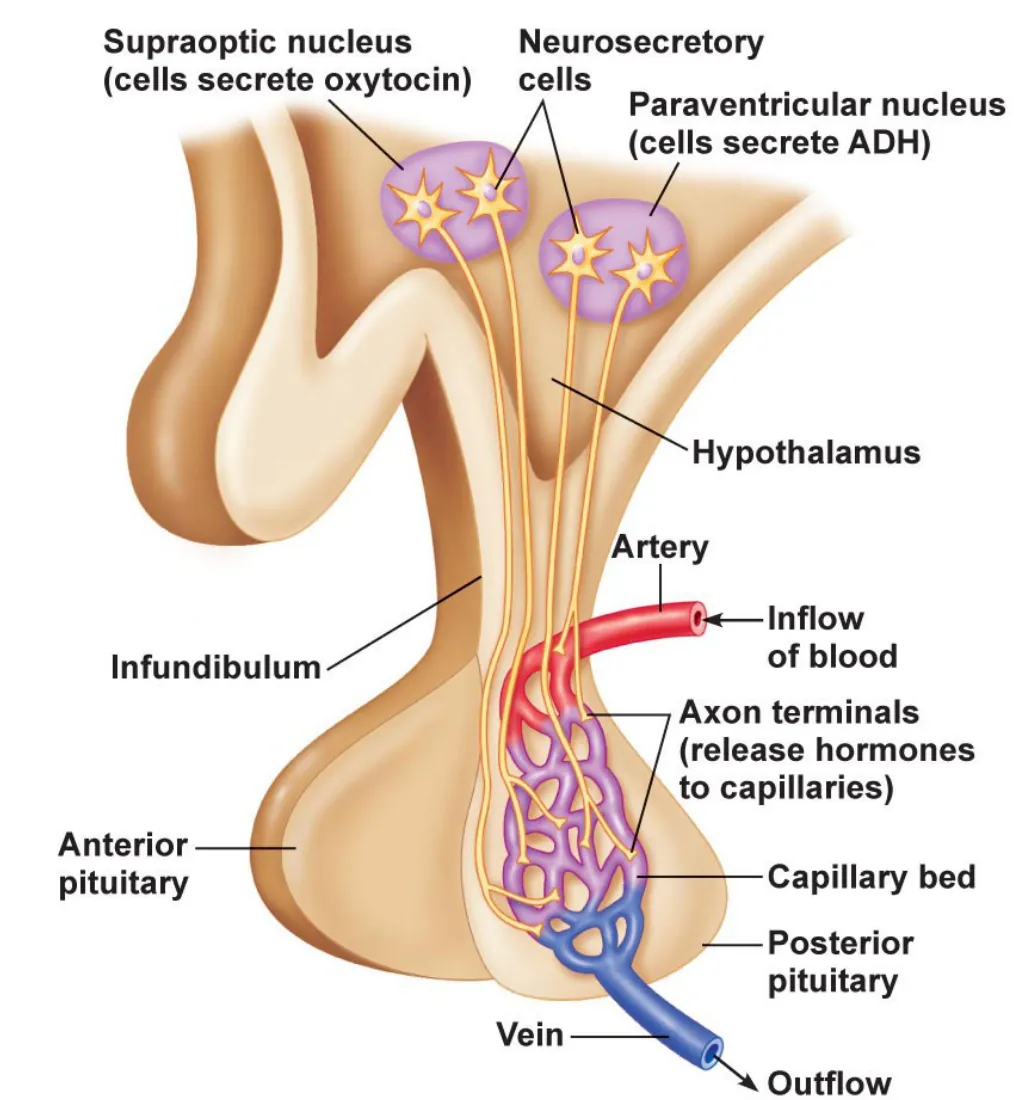 Supraoptic nucleus
(cells secrete oxytocin)
Neurosecretory
cells
Paraventricular nucleus
(cells secrete ADH)
Hypothalamus
Artery
Inflow
of blood
Infundibulum
Axon terminals
(release hormones
to capillaries)
Anterior
pituitary
Capillary bed
Posterior
pituitary
Vein
Outflow